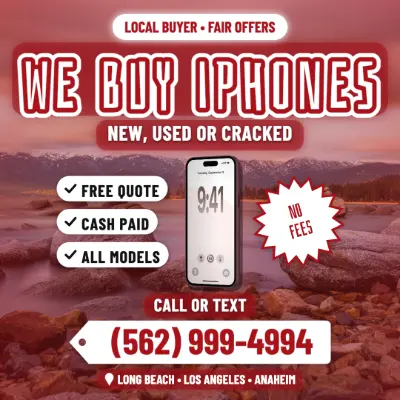 LOCAL BUYER • FAIR OFFERS
WE BUY IPHONES
NEW, USED OR CRACKED
FREE QUOTE
CASH PAID
ALL MODELS
9:41
NO
FEES
CALL OR TEXT
(562) 999-4994
LONG BEACH • LOS ANGELES • ANAHEIM